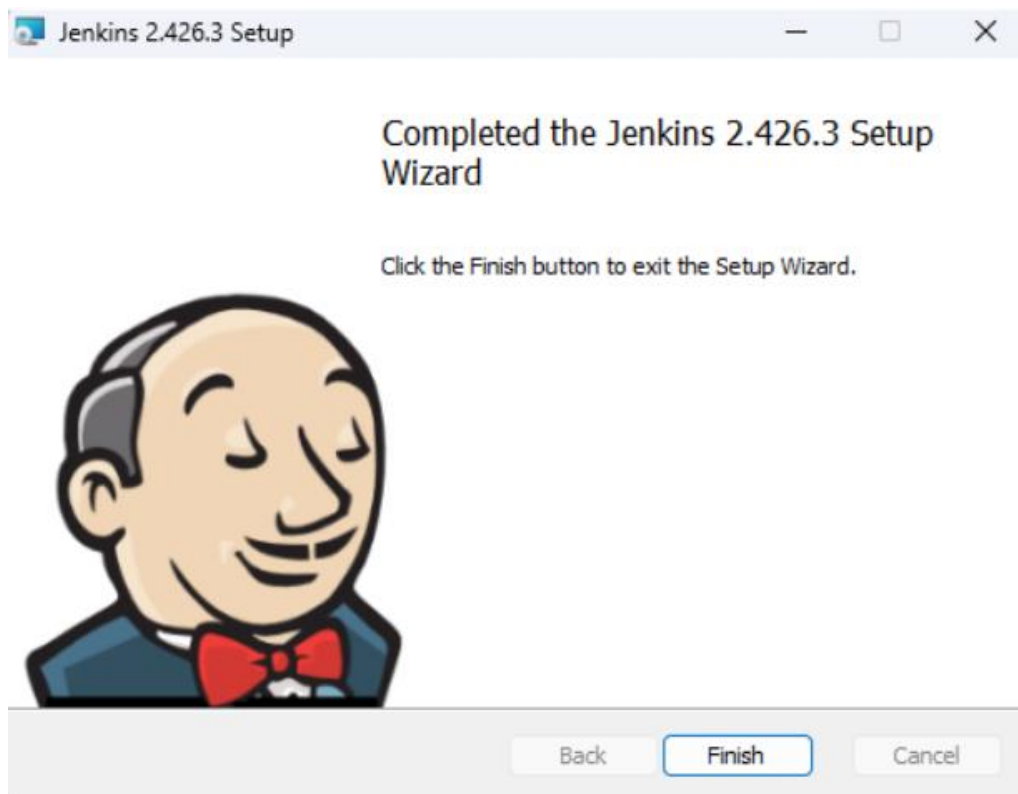 Jenkins 2.426.3 Setup
Completed the Jenkins 2.426.3 Setup
Wizard
Click the Finish button to exit the Setup Wizard.
Back Finish Cancel